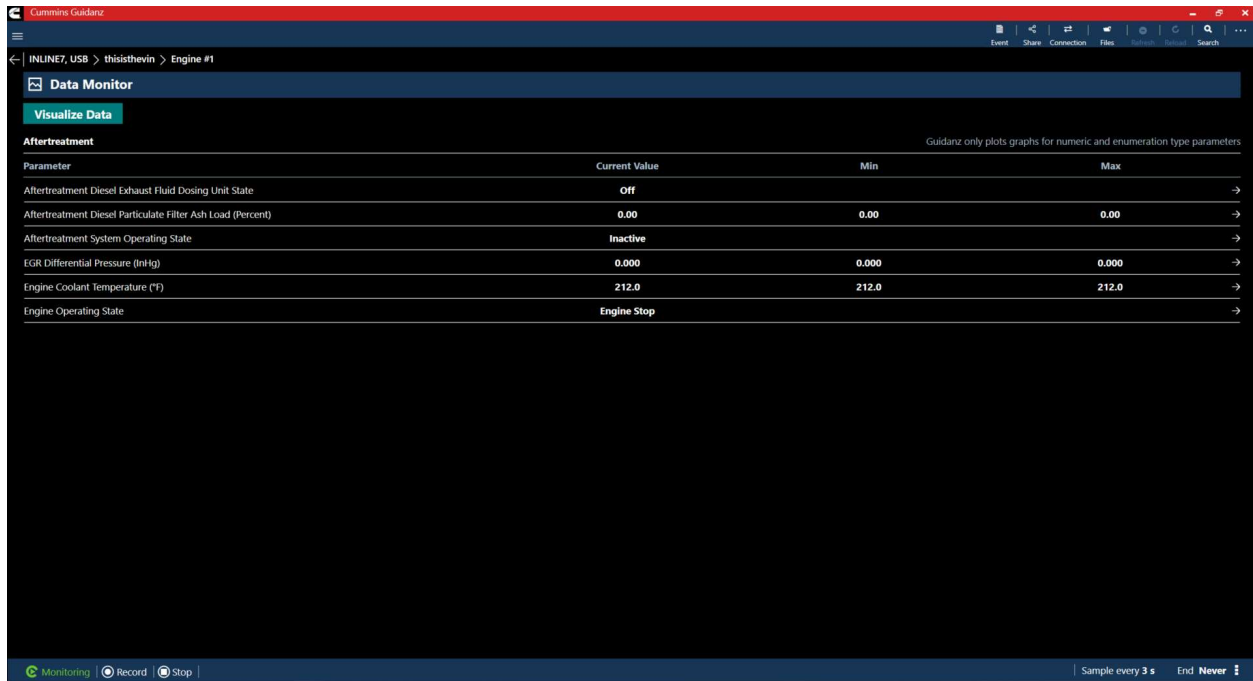 Cummins Guidanz
Event Share Connection Files Refresh Reload Search
INLINE7, USB > thisisthevin > Engine #1
Data Monitor
Visualize Data
Aftertreatment Guidanz only plots graphs for numeric and enumeration type parameters
Parameter Current Value Min Max
Aftertreatment Diesel Exhaust Fluid Dosing Unit State Off
Aftertreatment Diesel Particulate Filter Ash Load (Percent) 0.00 0.00 0.00
Aftertreatment System Operating State Inactive
EGR Differential Pressure (InHg) 0.000 0.000 0.000
Engine Coolant Temperature (°F) 212.0 212.0 212.0
Engine Operating State Engine Stop
Monitoring Record Stop Sample every 3 s End Never